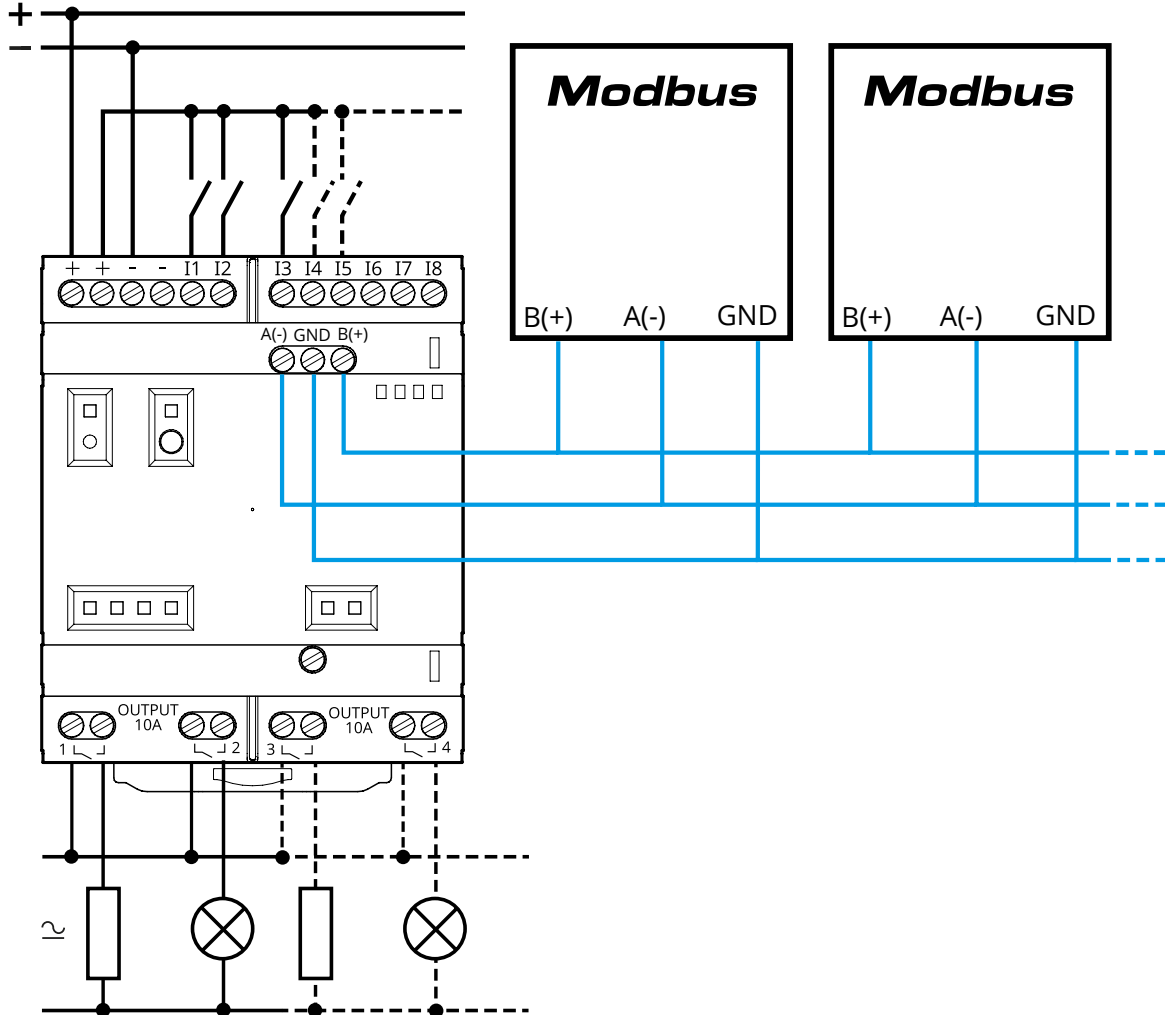 +
−
Modbus Modbus
+ + - - I1 I2 I3 I4 I5 I6 I7 I8
B(+) A(-) GND B(+) A(-) GND
A(-) GND B(+)
OUTPUT OUTPUT
10A 10A
1 2 3 4